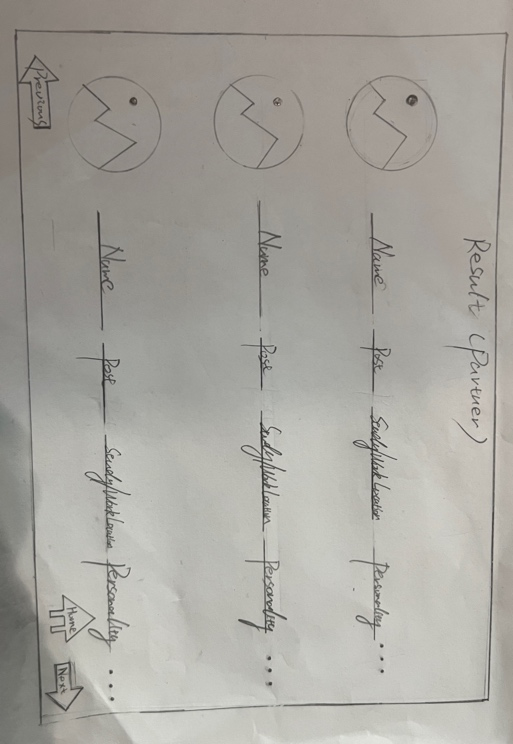 Result (Partner)
Name Pose Study/Work Location Personality ...
Name Pose Study/Work Location Personality ...
Name Pose Study/Work Location Personality ...
Previous Home Next